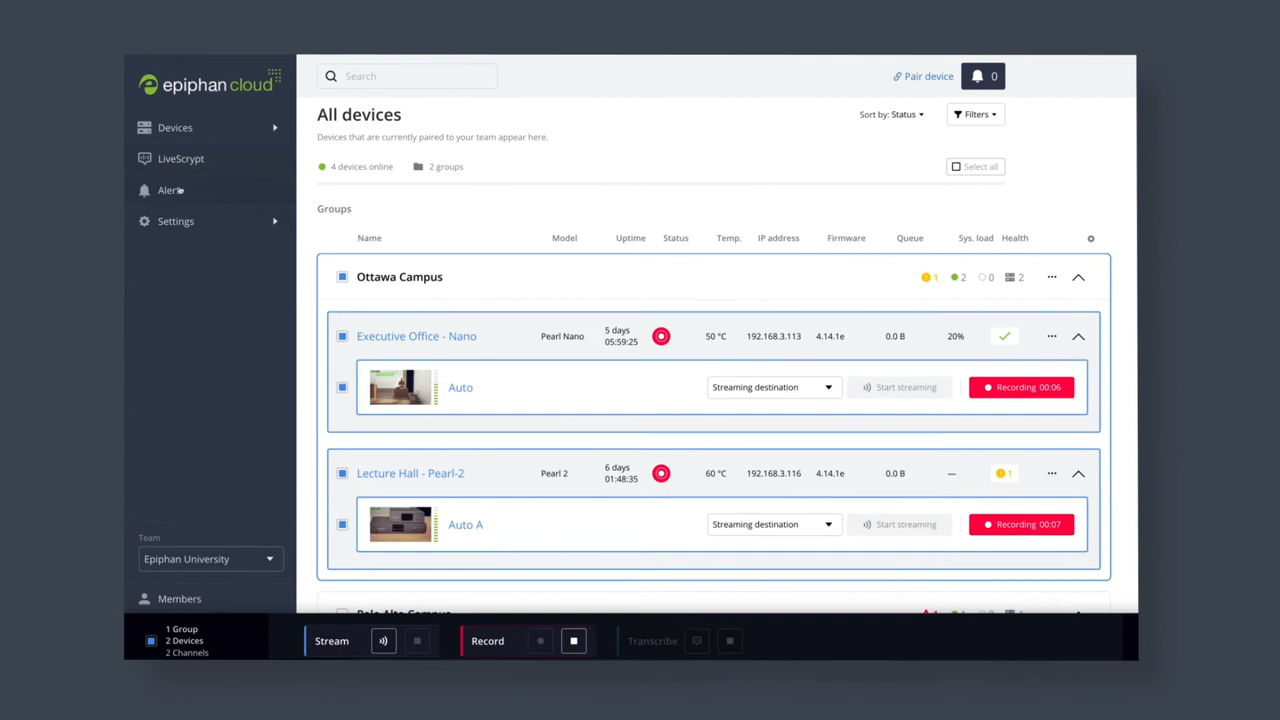 epiphan cloud
Devices
LiveScrypt
Alerts
Settings
Team
Epiphan University
Members
Search
Pair device
0
All devices
Sort by: Status
Filters
Devices that are currently paired to your team appear here.
4 devices online
2 groups
Select all
Groups
Name Model Uptime Status Temp. IP address Firmware Queue Sys. load Health
Ottawa Campus 1 2 0 2
Executive Office - Nano Pearl Nano 5 days 05:59:25 50 °C 192.168.3.113 4.14.1e 0.0 B 20%
Auto Streaming destination Start streaming Recording 00:06
Lecture Hall - Pearl-2 Pearl 2 6 days 01:48:35 60 °C 192.168.3.116 4.14.1e 0.0 B — 1
Auto A Streaming destination Start streaming Recording 00:07
Palo Alto Campus
1 Group
2 Devices
2 Channels
Stream
Record
Transcribe